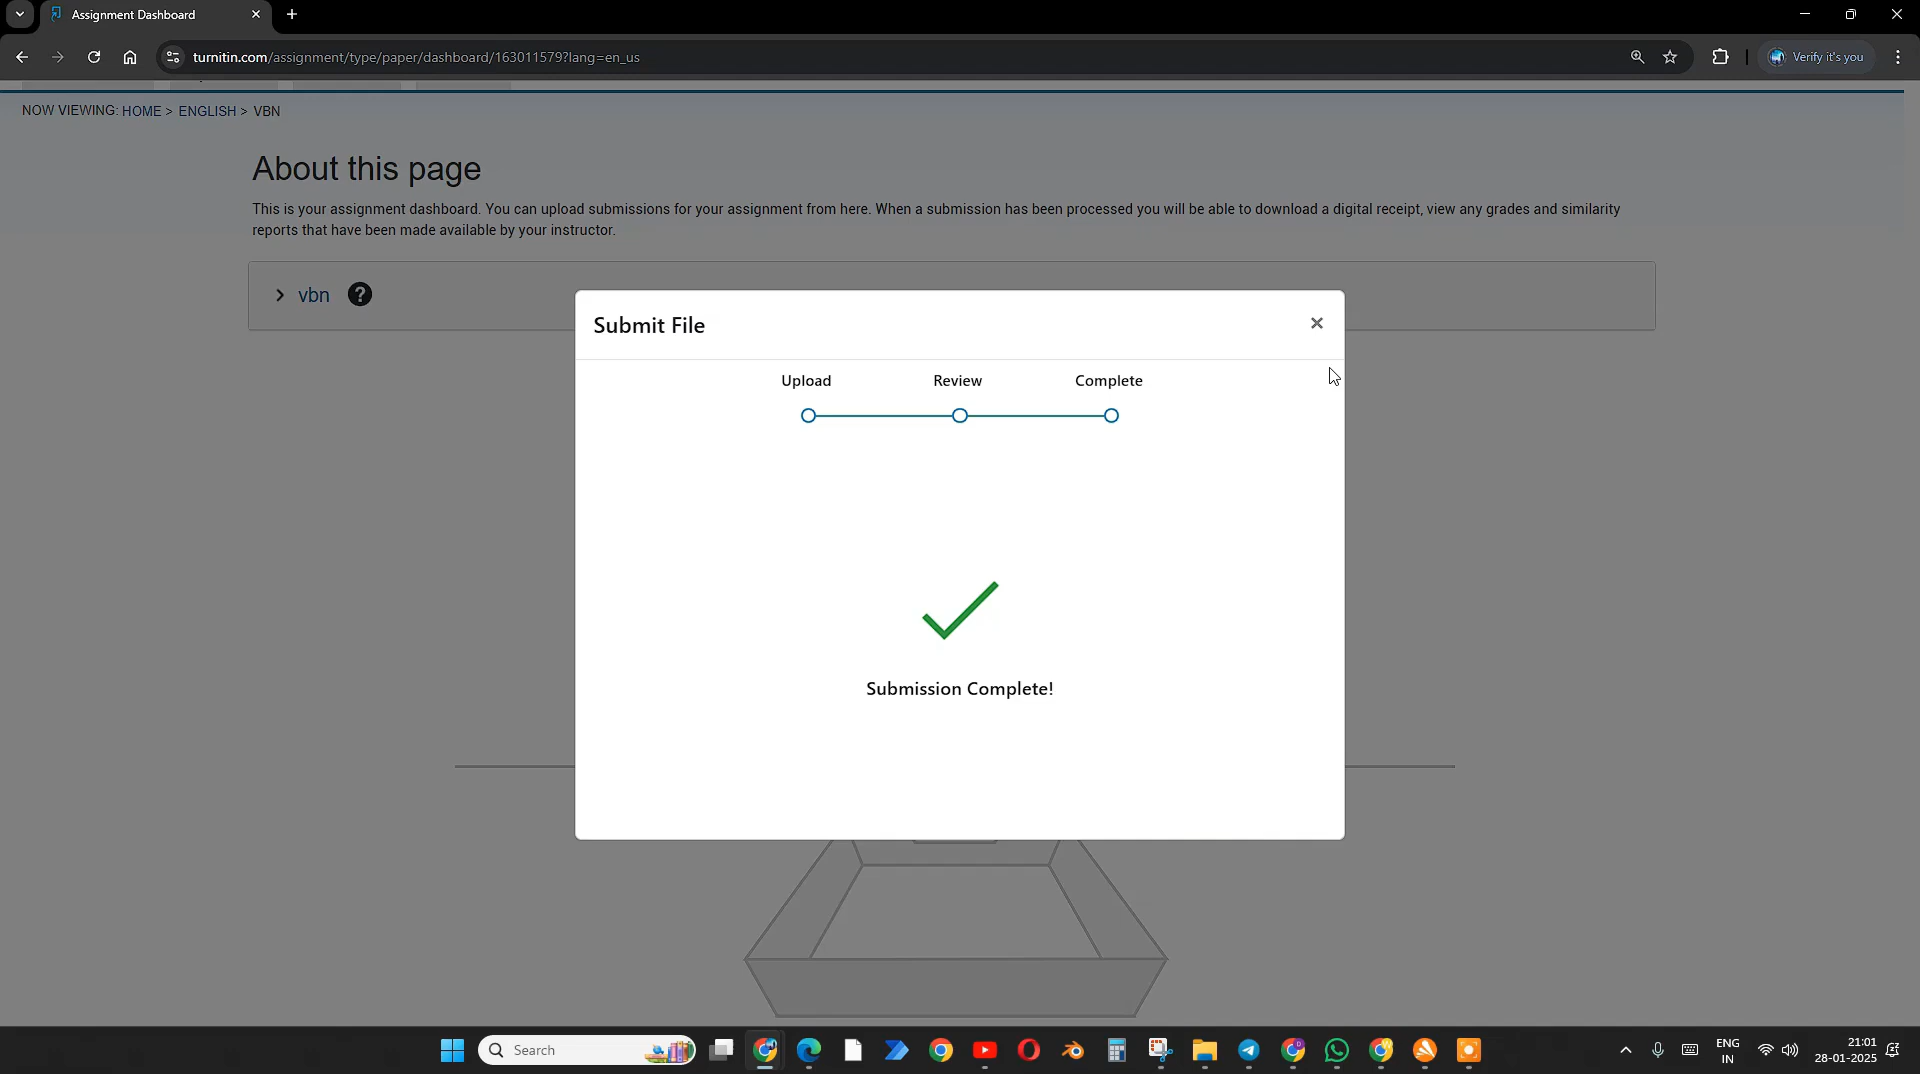 Assignment Dashboard
turnitin.com/assignment/type/paper/dashboard/163011579?lang=en_us
Verify it's you
NOW VIEWING: HOME > ENGLISH > VBN
About this page
This is your assignment dashboard. You can upload submissions for your assignment from here. When a submission has been processed you will be able to download a digital receipt, view any grades and similarity
reports that have been made available by your instructor.
vbn ?
Submit File
Upload Review Complete
Submission Complete!
Search
ENG
IN
21:01
28-01-2025